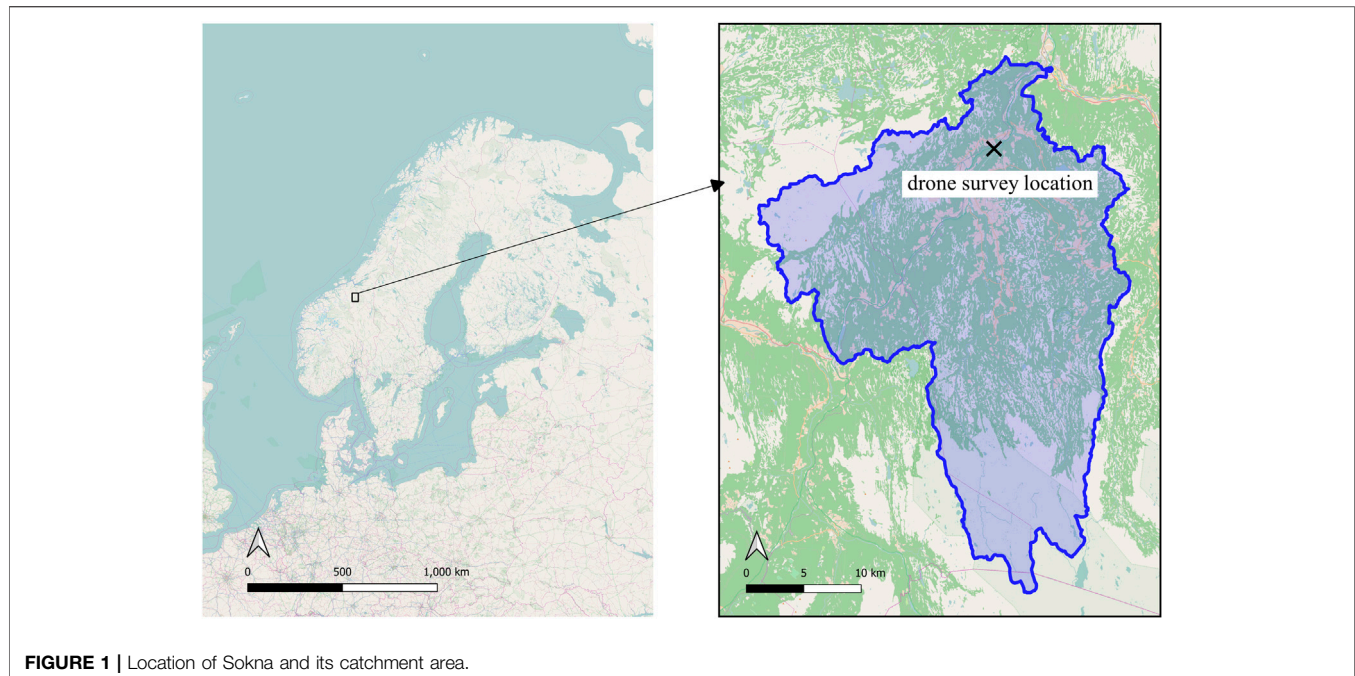 drone survey location
0 500 1,000 km
0 5 10 km
FIGURE 1 | Location of Sokna and its catchment area.